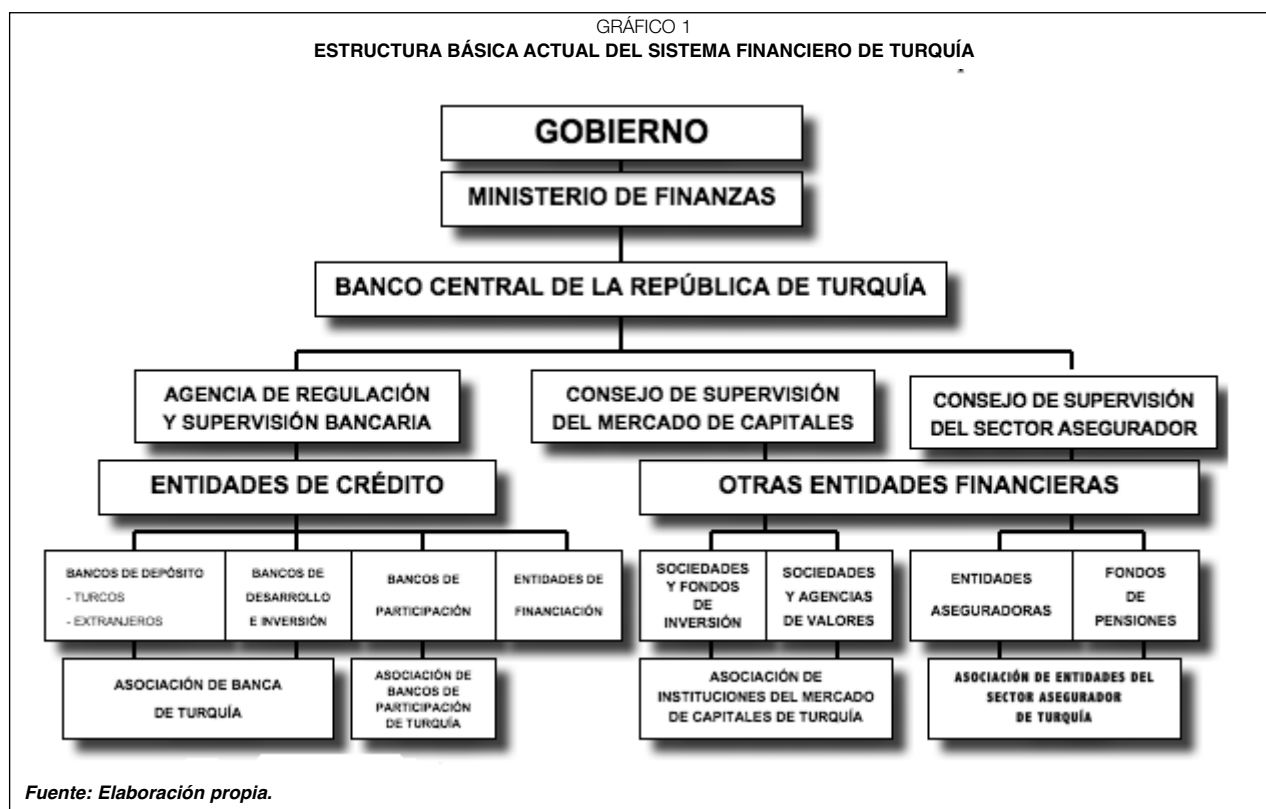 GRÁFICO 1
ESTRUCTURA BÁSICA ACTUAL DEL SISTEMA FINANCIERO DE TURQUÍA
GOBIERNO
MINISTERIO DE FINANZAS
BANCO CENTRAL DE LA REPÚBLICA DE TURQUÍA
AGENCIA DE REGULACIÓN
Y SUPERVISIÓN BANCARIA
CONSEJO DE SUPERVISIÓN
DEL MERCADO DE CAPITALES
CONSEJO DE SUPERVISIÓN
DEL SECTOR ASEGURADOR
ENTIDADES DE CRÉDITO
OTRAS ENTIDADES FINANCIERAS
BANCOS DE DEPÓSITO
- TURCOS
- EXTRANJEROS
BANCOS DE
DESARROLLO
E INVERSIÓN
BANCOS DE
PARTICIPACIÓN
ENTIDADES DE
FINANCIACIÓN
SOCIEDADES
Y FONDOS
DE
INVERSIÓN
SOCIEDADES
Y AGENCIAS
DE VALORES
ENTIDADES
ASEGURADORAS
FONDOS
DE
PENSIONES
ASOCIACIÓN DE BANCA
DE TURQUÍA
ASOCIACIÓN DE
BANCOS DE
PARTICIPACIÓN
DE TURQUÍA
ASOCIACIÓN DE
INSTITUCIONES DEL MERCADO
DE CAPITALES DE TURQUÍA
ASOCIACIÓN DE ENTIDADES DEL
SECTOR ASEGURADOR
DE TURQUÍA
Fuente: Elaboración propia.